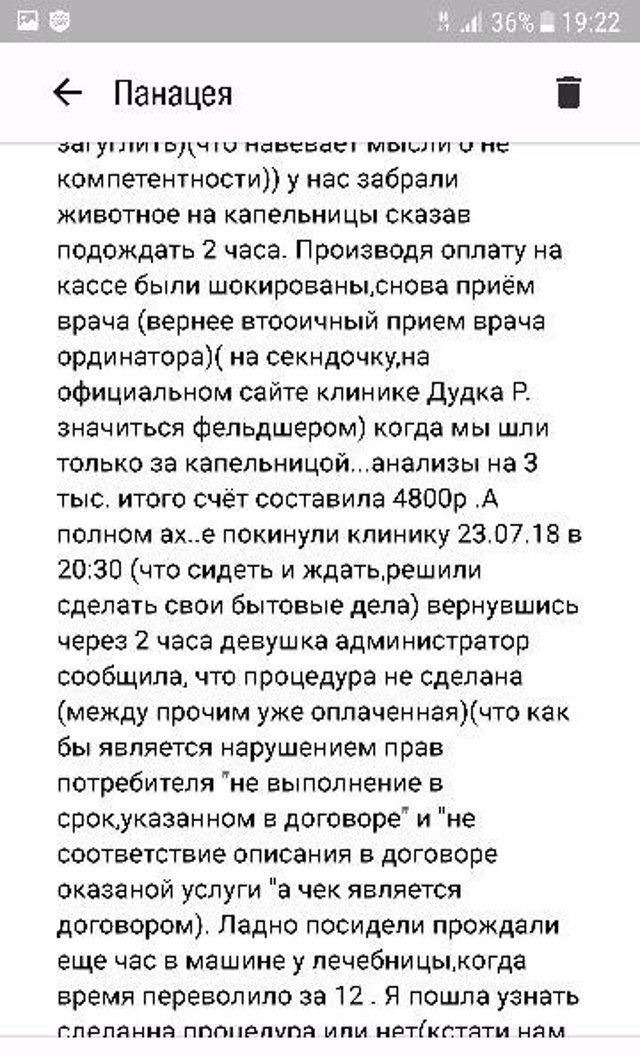 36% 19:22
Панацея
загуглить)(что навевает мысли о не
компетентности)) у нас забрали
животное на капельницы сказав
подождать 2 часа. Производя оплату на
кассе были шокированы,снова приём
врача (вернее втооичный прием врача
ординатора)( на секндочку,на
официальном сайте клинике Дудка Р.
значиться фельдшером) когда мы шли
только за капельницой...анализы на 3
тыс. итого счёт составила 4800р .А
полном ах..е покинули клинику 23.07.18 в
20:30 (что сидеть и ждать,решили
сделать свои бытовые дела) вернувшись
через 2 часа девушка администратор
сообщила, что процедура не сделана
(между прочим уже оплаченная)(что как
бы является нарушением прав
потребителя "не выполнение в
срок,указанном в договоре" и "не
соответствие описания в договоре
оказаной услуги "а чек является
договором). Ладно посидели прождали
еще час в машине у лечебницы,когда
время переволило за 12 . Я пошла узнать
сделанна процедура или нет(кстати нам